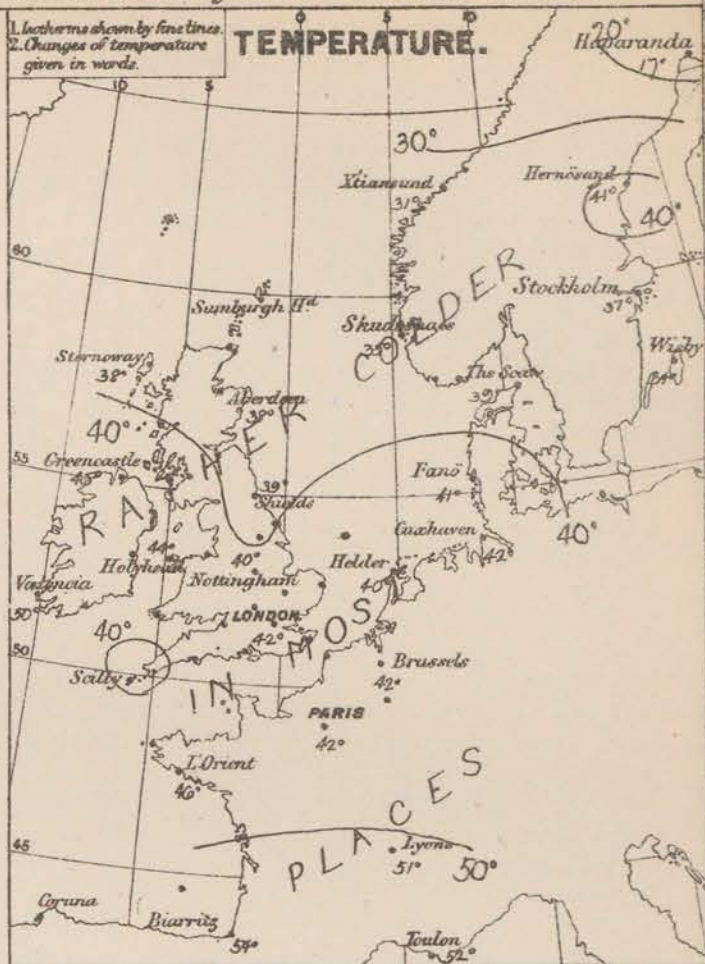 1. Isotherms shown by fine lines.
2. Changes of temperature
given in words.
TEMPERATURE.
20°
Haparanda
17°
10
5
0
5
10
30°
Xtiansund
31°
Hernösand
41°
40°
60
Sumburgh Hd
Stockholm
37°
Skudesnaes
39°
Wisby
34°
Stornoway
38°
The Scaw
39°
Aberdeen
38°
40°
COLDER
RATHER
Greencastle
45°
55
39°
Shields
Fanö
41°
40°
Cuxhaven
42°
Holyhead
44°
40°
Nottingham
Helder
40°
Valencia
50°
LONDON
42°
40°
50
Scilly
Brussels
42°
IN MOST
PARIS
42°
L'Orient
46°
PLACES
45
Lyons
51°
50°
Coruna
Biarritz
54°
Toulon
52°